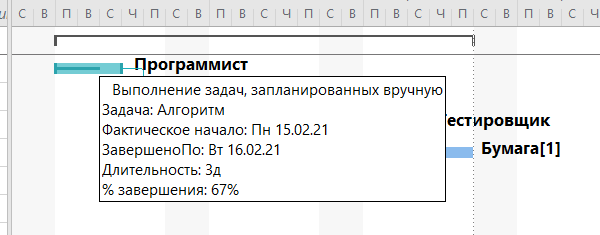 С В П В С Ч П С В П В С Ч П С В П В С Ч П С В П В С Ч П С В П
Программист
Выполнение задач, запланированных вручную
Задача: Алгоритм
Фактическое начало: Пн 15.02.21
естировщик
ЗавершеноПо: Вт 16.02.21
Бумага[1]
Длительность: 3д
% завершения: 67%